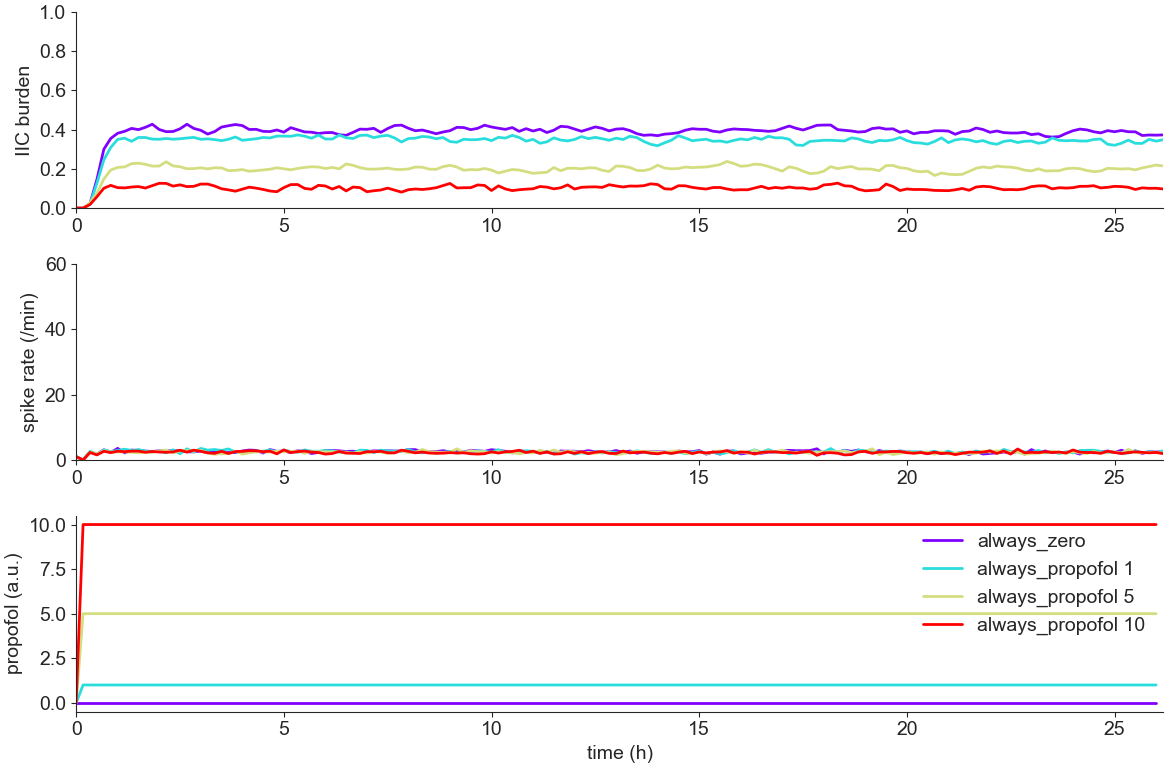 1.0
0.8
0.6
0.4
0.2
0.0
IIC burden
0 5 10 15 20 25
60
40
20
0
spike rate (/min)
0 5 10 15 20 25
10.0
7.5
5.0
2.5
0.0
propofol (a.u.)
always_zero
always_propofol 1
always_propofol 5
always_propofol 10
0 5 10 15 20 25
time (h)